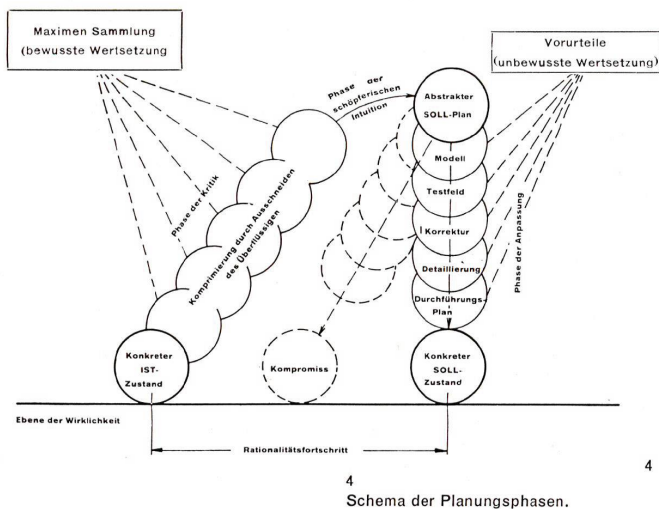 Maximen Sammlung
(bewusste Wertsetzung)
Vorurteile
(unbewusste Wertsetzung)
Phase der
schöpferischen
Intuition
Abstrakter
SOLL-Plan
Modell
Testfeld
Korrektur
Detaillierung
Durchführungs-
Plan
Phase der Kritik
Komprimierung durch Ausschneiden
des Überflüssigen
Phase der Anpassung
Konkreter
IST-
Zustand
Kompromiss
Konkreter
SOLL-
Zustand
Ebene der Wirklichkeit
Rationalitätsfortschritt
4
4
Schema der Planungsphasen.